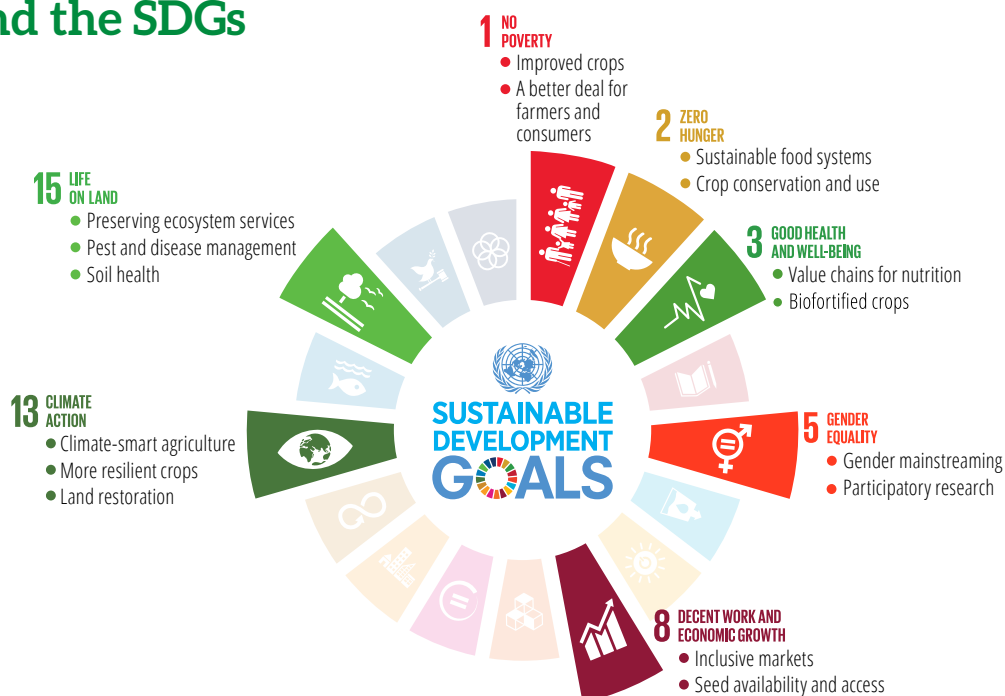 nd the SDGs
1 NO
POVERTY
Improved crops
A better deal for
farmers and
consumers
2 ZERO
HUNGER
Sustainable food systems
Crop conservation and use
3 GOOD HEALTH
AND WELL-BEING
Value chains for nutrition
Biofortified crops
5 GENDER
EQUALITY
Gender mainstreaming
Participatory research
8 DECENT WORK AND
ECONOMIC GROWTH
Inclusive markets
Seed availability and access
13 CLIMATE
ACTION
Climate-smart agriculture
More resilient crops
Land restoration
15 LIFE
ON LAND
Preserving ecosystem services
Pest and disease management
Soil health
SUSTAINABLE
DEVELOPMENT
GOALS